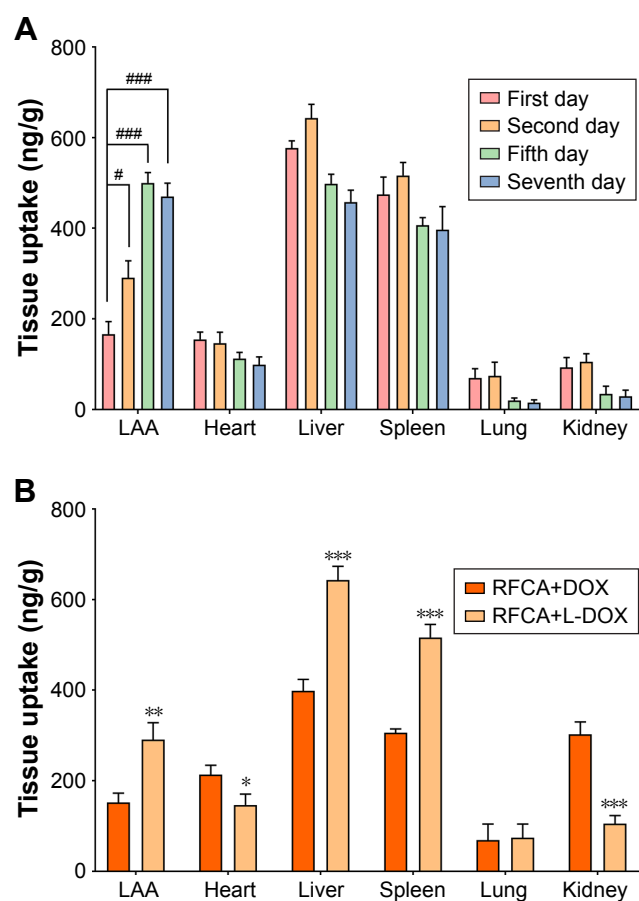 A
Tissue uptake (ng/g)
800
600
400
200
0
###
###
#
First day
Second day
Fifth day
Seventh day
LAA Heart Liver Spleen Lung Kidney
B
Tissue uptake (ng/g)
800
600
400
200
0
**
*
***
***
***
RFCA+DOX
RFCA+L-DOX
LAA Heart Liver Spleen Lung Kidney